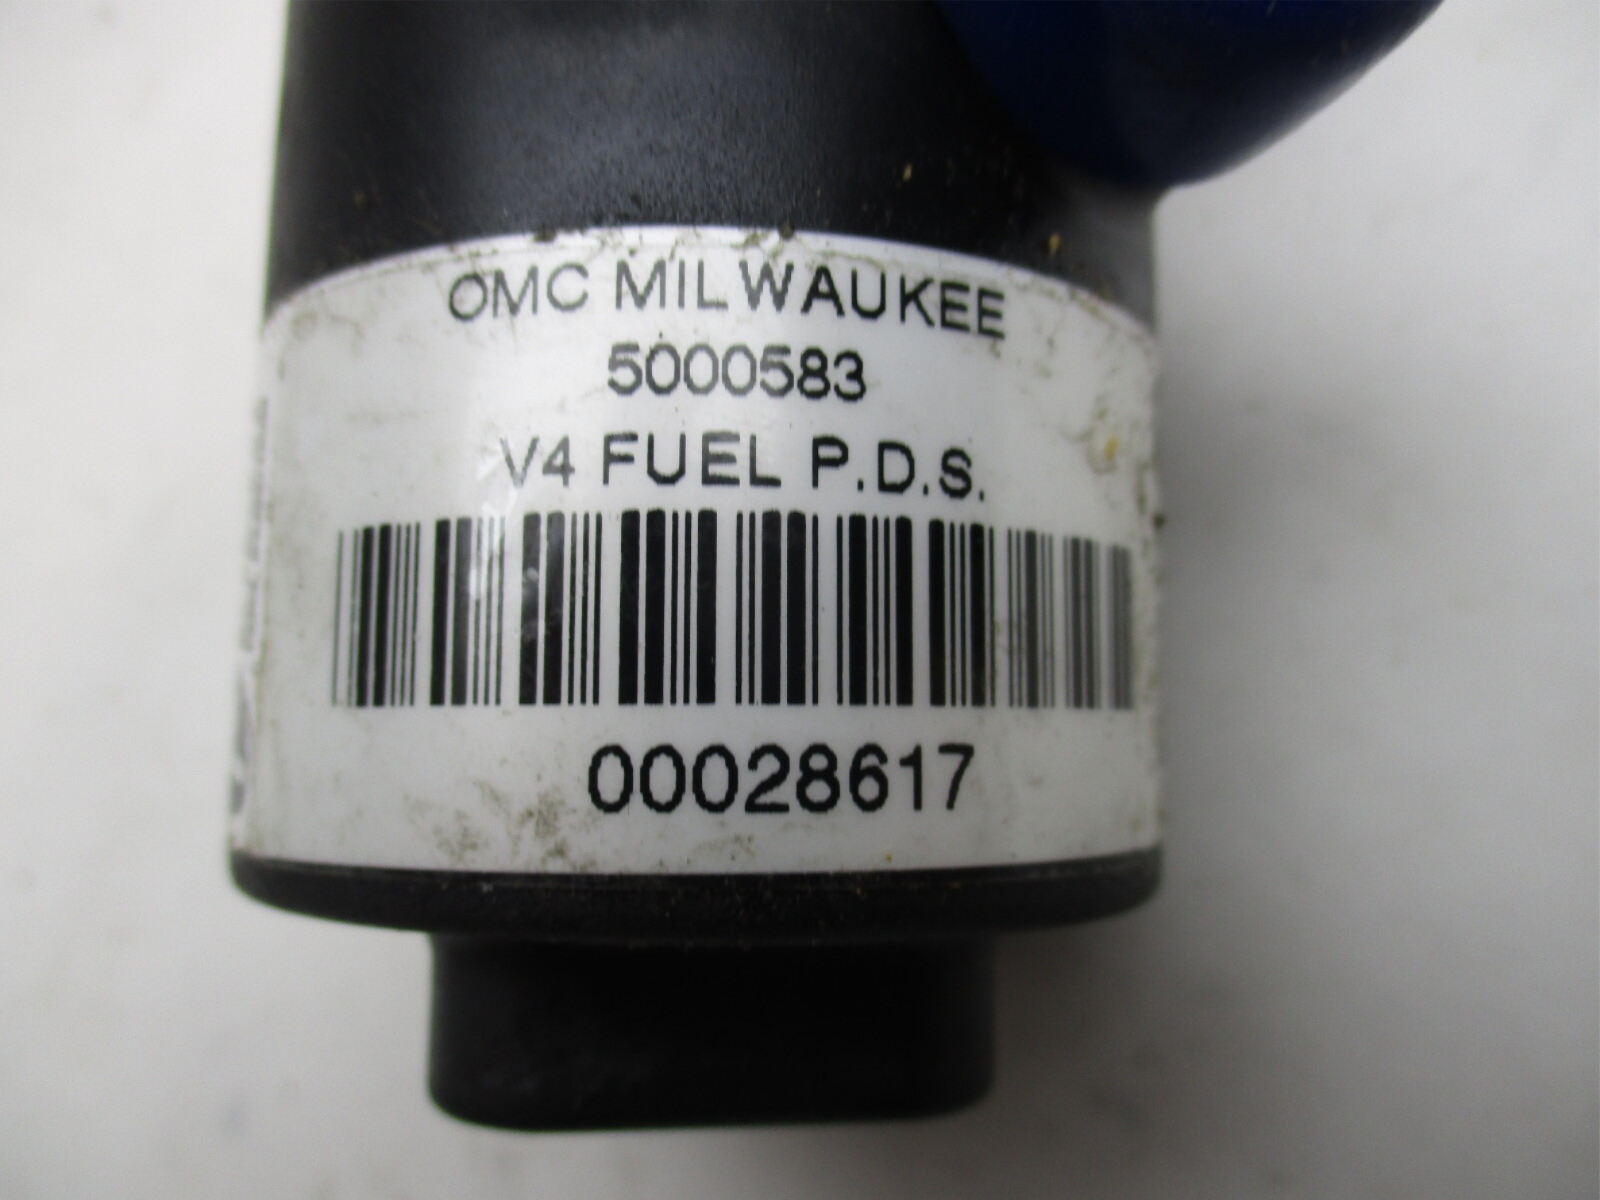 OMC MILWAUKEE
5000583
V4 FUEL P.D.S.
00028617